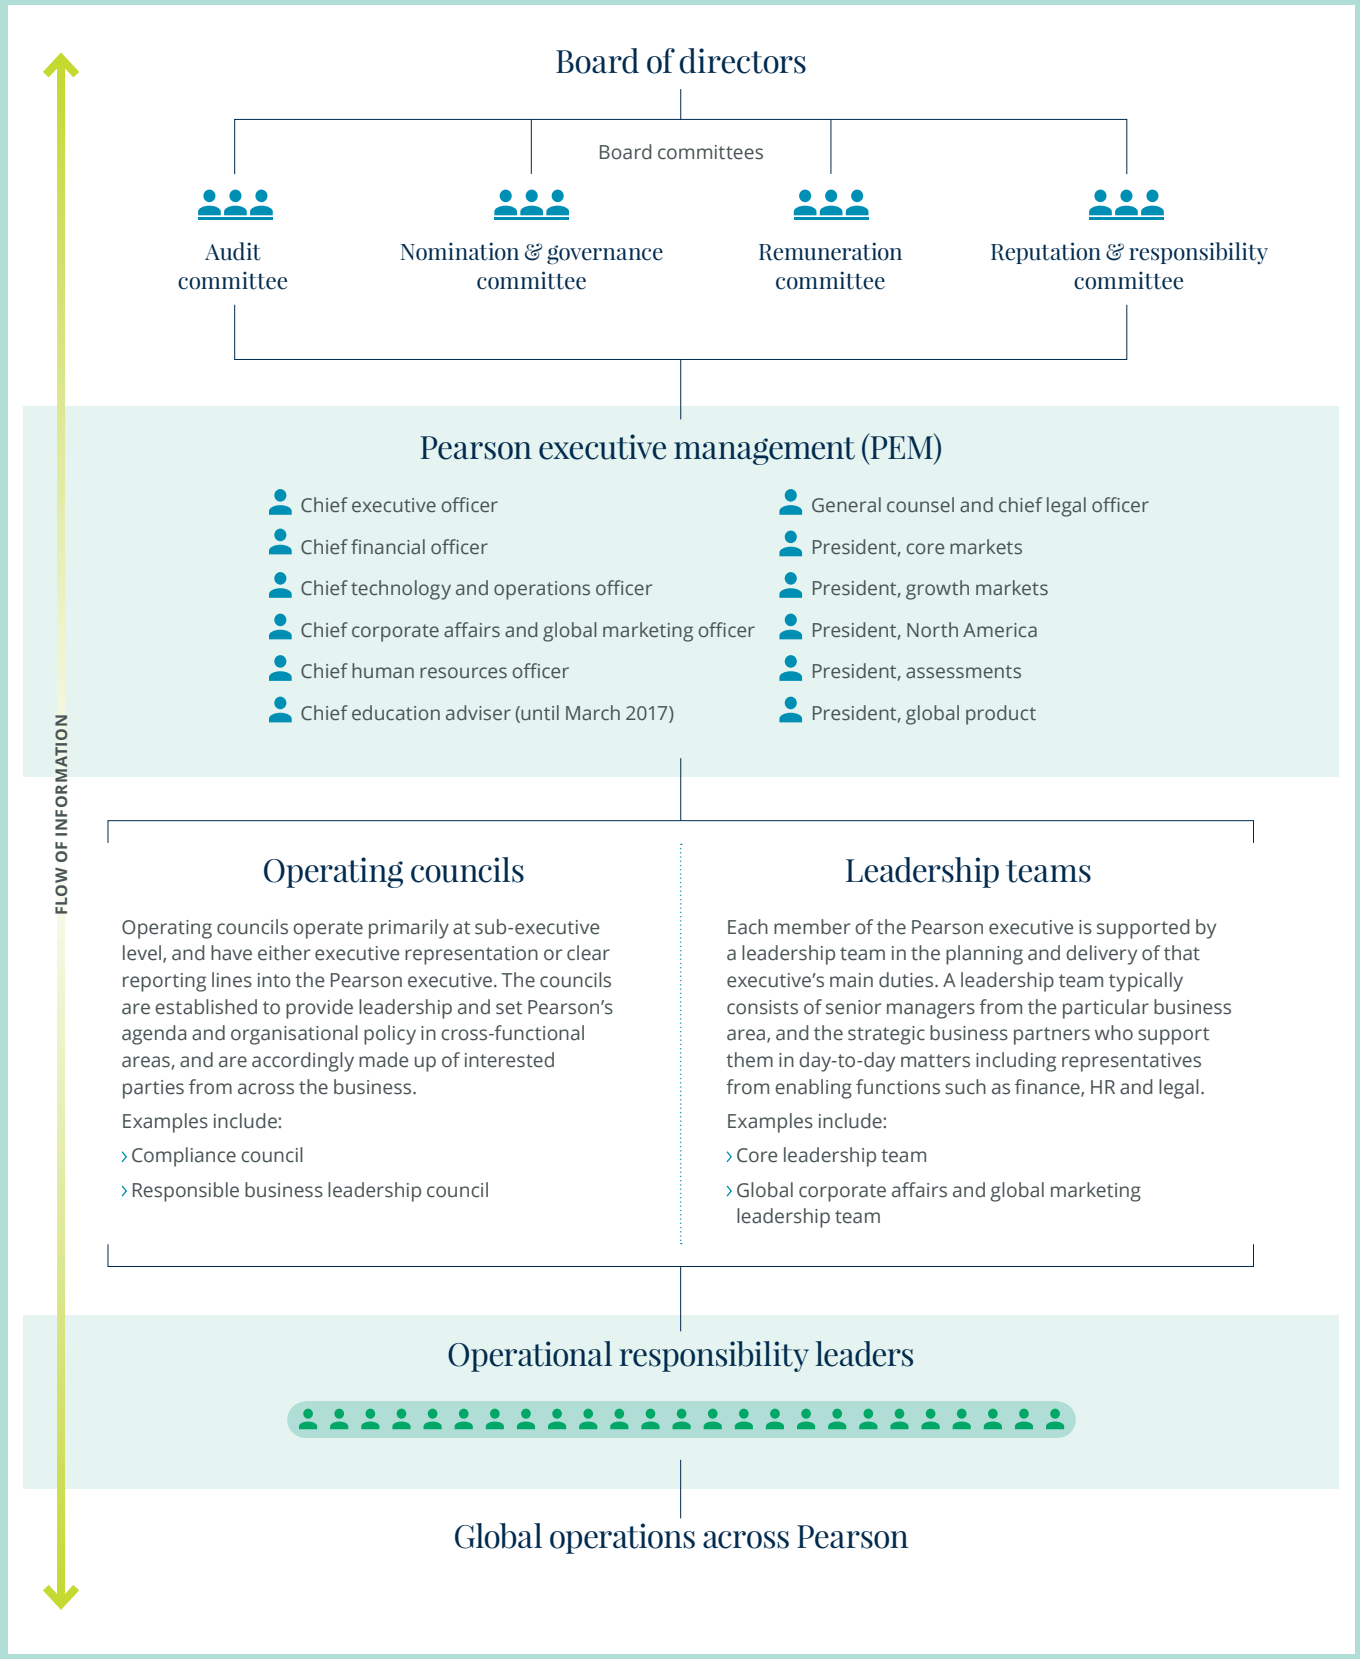 Board of directors
Board committees
Audit
committee
Nomination & governance
committee
Remuneration
committee
Reputation & responsibility
committee
Pearson executive management (PEM)
Chief executive officer
Chief financial officer
Chief technology and operations officer
Chief corporate affairs and global marketing officer
Chief human resources officer
Chief education adviser (until March 2017)
General counsel and chief legal officer
President, core markets
President, growth markets
President, North America
President, assessments
President, global product
FLOW OF INFORMATION
Operating councils
Operating councils operate primarily at sub-executive
level, and have either executive representation or clear
reporting lines into the Pearson executive. The councils
are established to provide leadership and set Pearson’s
agenda and organisational policy in cross-functional
areas, and are accordingly made up of interested
parties from across the business.
Examples include:
› Compliance council
› Responsible business leadership council
Leadership teams
Each member of the Pearson executive is supported by
a leadership team in the planning and delivery of that
executive’s main duties. A leadership team typically
consists of senior managers from the particular business
area, and the strategic business partners who support
them in day-to-day matters including representatives
from enabling functions such as finance, HR and legal.
Examples include:
› Core leadership team
› Global corporate affairs and global marketing
leadership team
Operational responsibility leaders
Global operations across Pearson